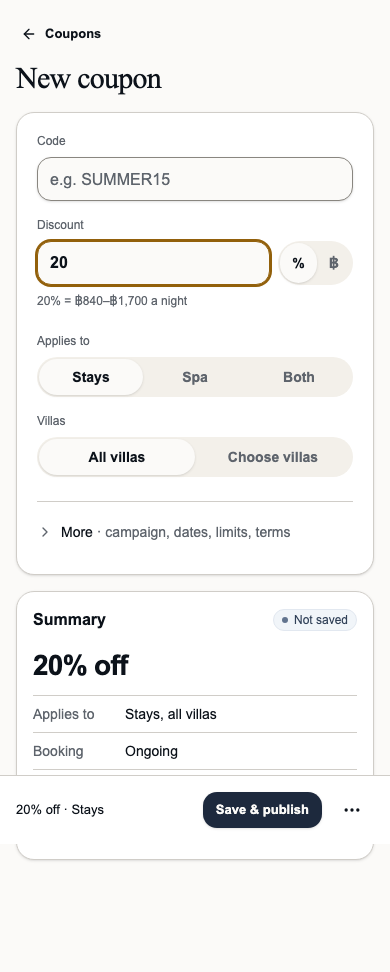 Coupons
New coupon
Code
e.g. SUMMER15
Discount
20 % ฿
20% = ฿840–฿1,700 a night
Applies to
Stays Spa Both
Villas
All villas Choose villas
More · campaign, dates, limits, terms
Summary Not saved
20% off
Applies to Stays, all villas
Booking Ongoing
20% off · Stays Save & publish